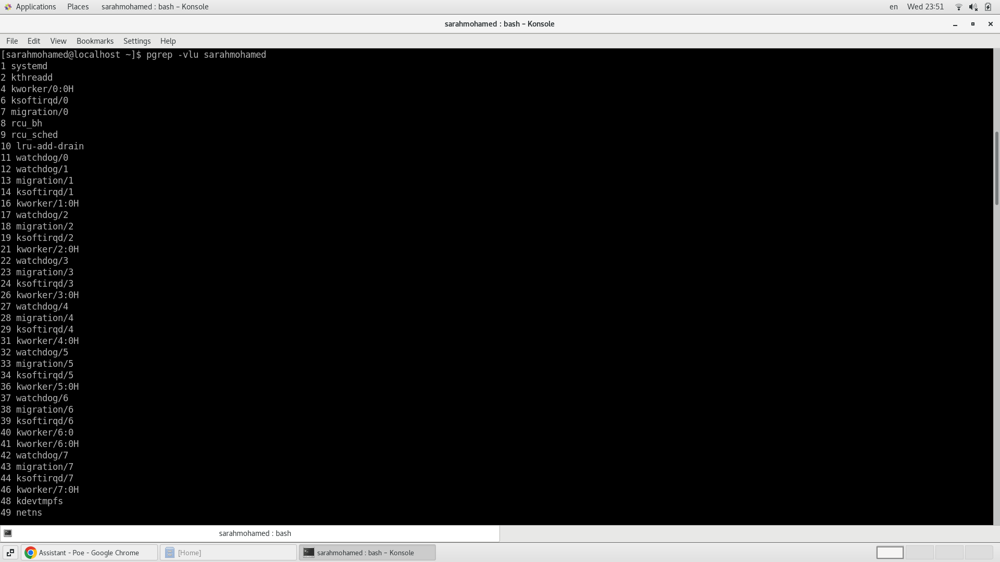 Applications Places sarahmohamed : bash – Konsole en Wed 23:51
sarahmohamed : bash – Konsole
File Edit View Bookmarks Settings Help
[sarahmohamed@localhost ~]$ pgrep -vlu sarahmohamed
1 systemd
2 kthreadd
4 kworker/0:0H
6 ksoftirqd/0
7 migration/0
8 rcu_bh
9 rcu_sched
10 lru-add-drain
11 watchdog/0
12 watchdog/1
13 migration/1
14 ksoftirqd/1
16 kworker/1:0H
17 watchdog/2
18 migration/2
19 ksoftirqd/2
21 kworker/2:0H
22 watchdog/3
23 migration/3
24 ksoftirqd/3
26 kworker/3:0H
27 watchdog/4
28 migration/4
29 ksoftirqd/4
31 kworker/4:0H
32 watchdog/5
33 migration/5
34 ksoftirqd/5
36 kworker/5:0H
37 watchdog/6
38 migration/6
39 ksoftirqd/6
40 kworker/6:0
41 kworker/6:0H
42 watchdog/7
43 migration/7
44 ksoftirqd/7
46 kworker/7:0H
48 kdevtmpfs
49 netns
sarahmohamed : bash
Assistant - Poe - Google Chrome [Home] sarahmohamed : bash – Konsole